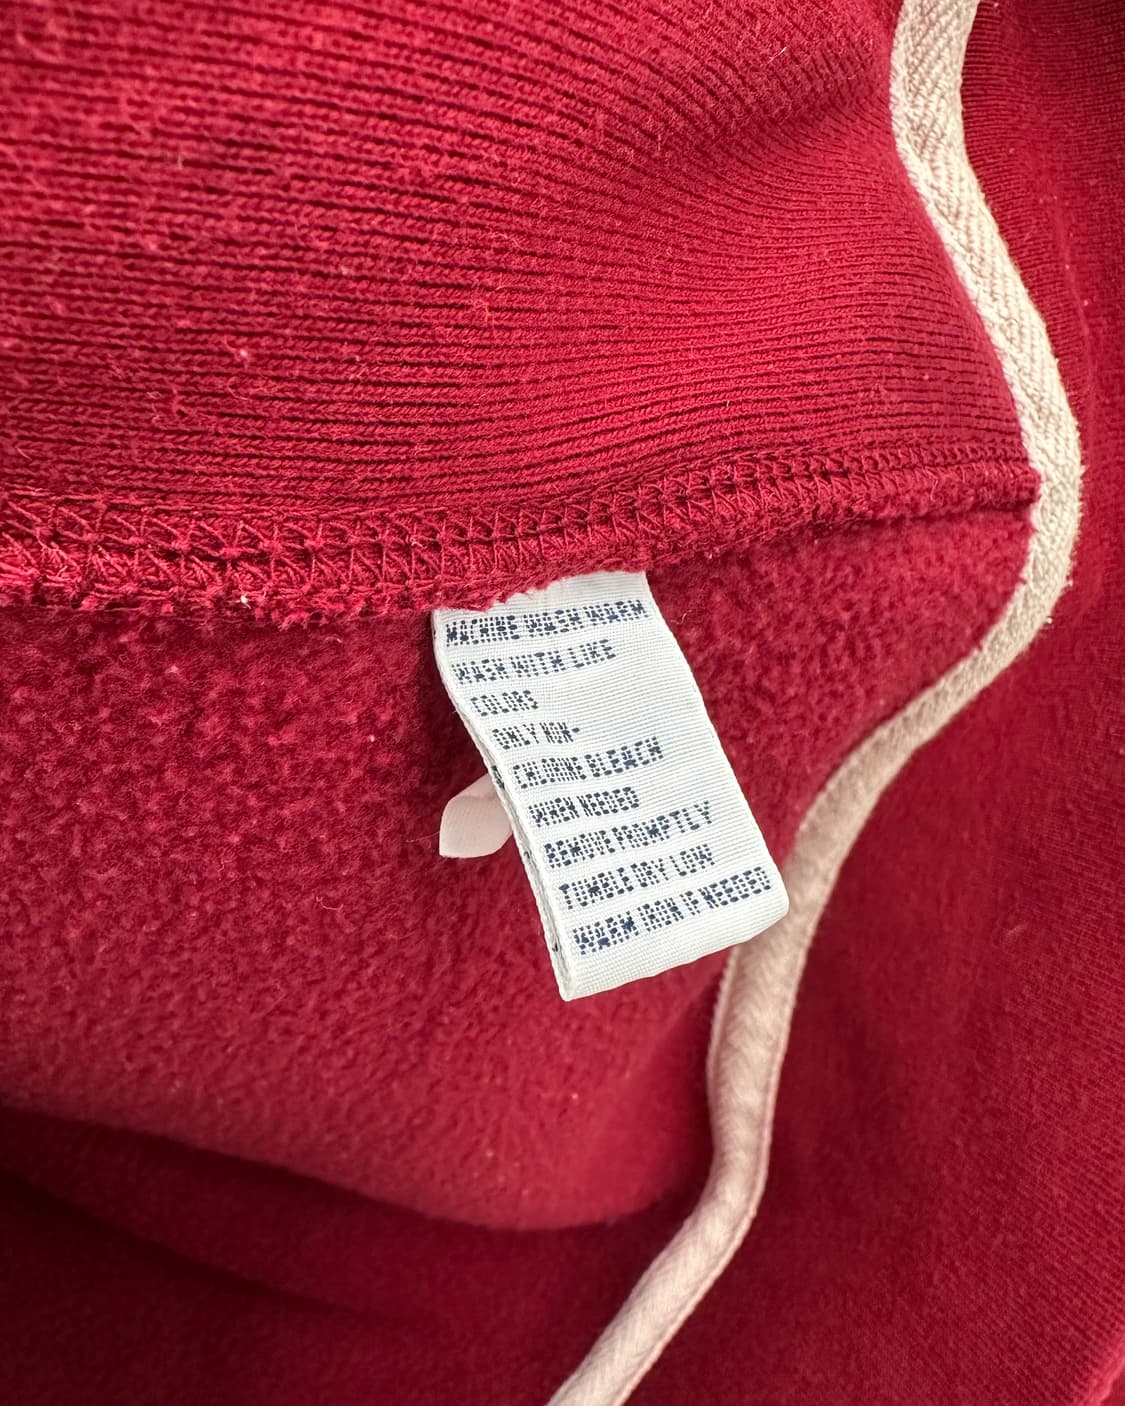 MACHINE WASH WARM
WASH WITH LIKE
COLORS
ONLY NON-
CHLORINE BLEACH
WHEN NEEDED
REMOVE PROMPTLY
TUMBLE DRY LOW
WARM IRON IF NEEDED